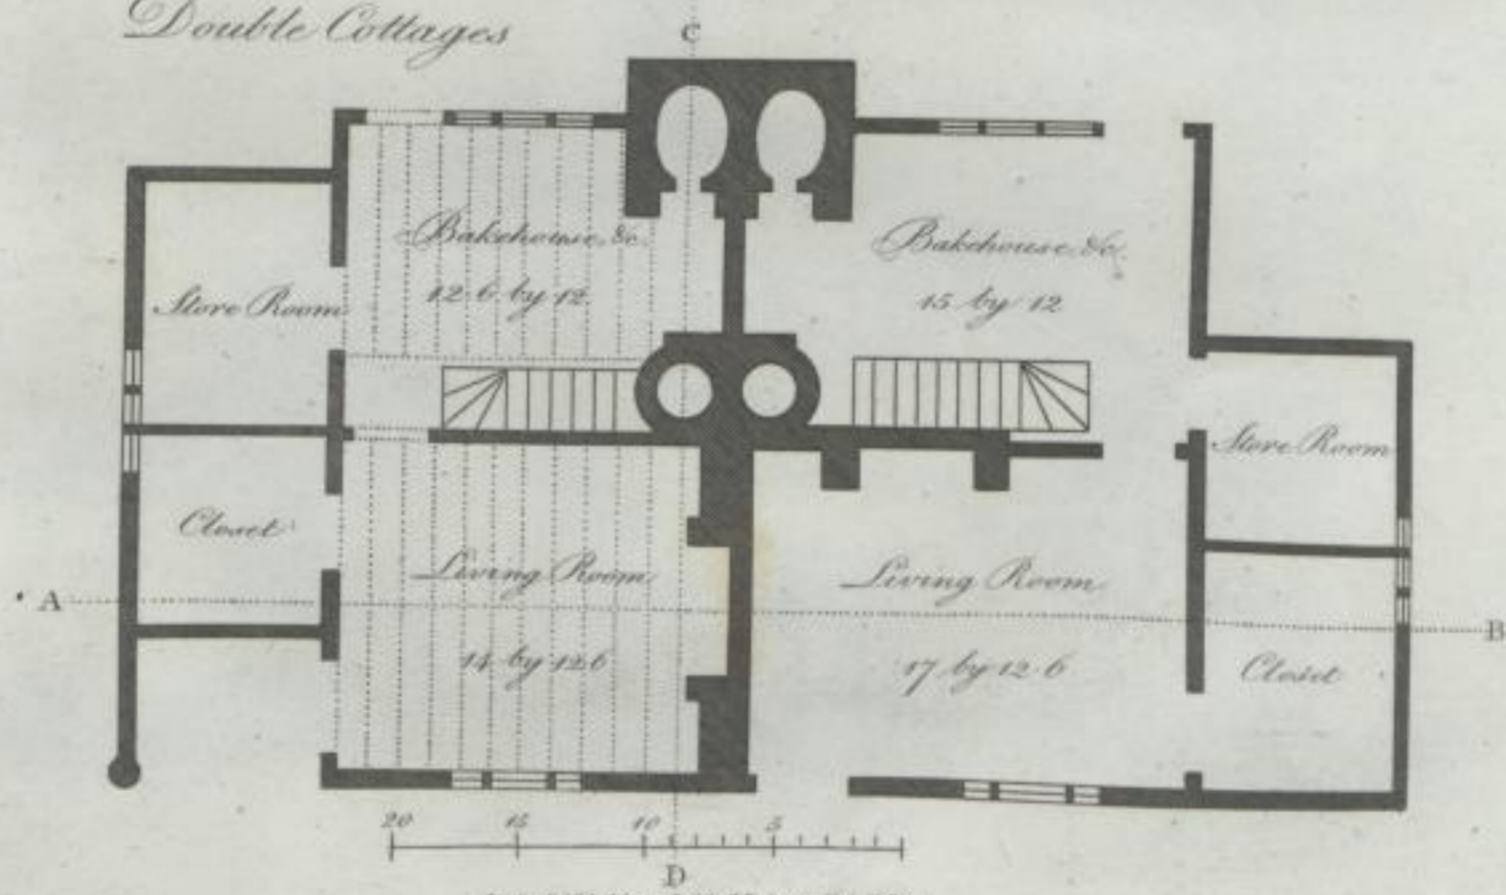 Double Cottages
C
Bakehouse, &c.
12.6 by 12.
Bakehouse, &c.
15 by 12
Store Room
Store Room
Closet
Living Room
14 by 12.6
Living Room
17 by 12.6
Closet
A
B
20 15 10 5
D